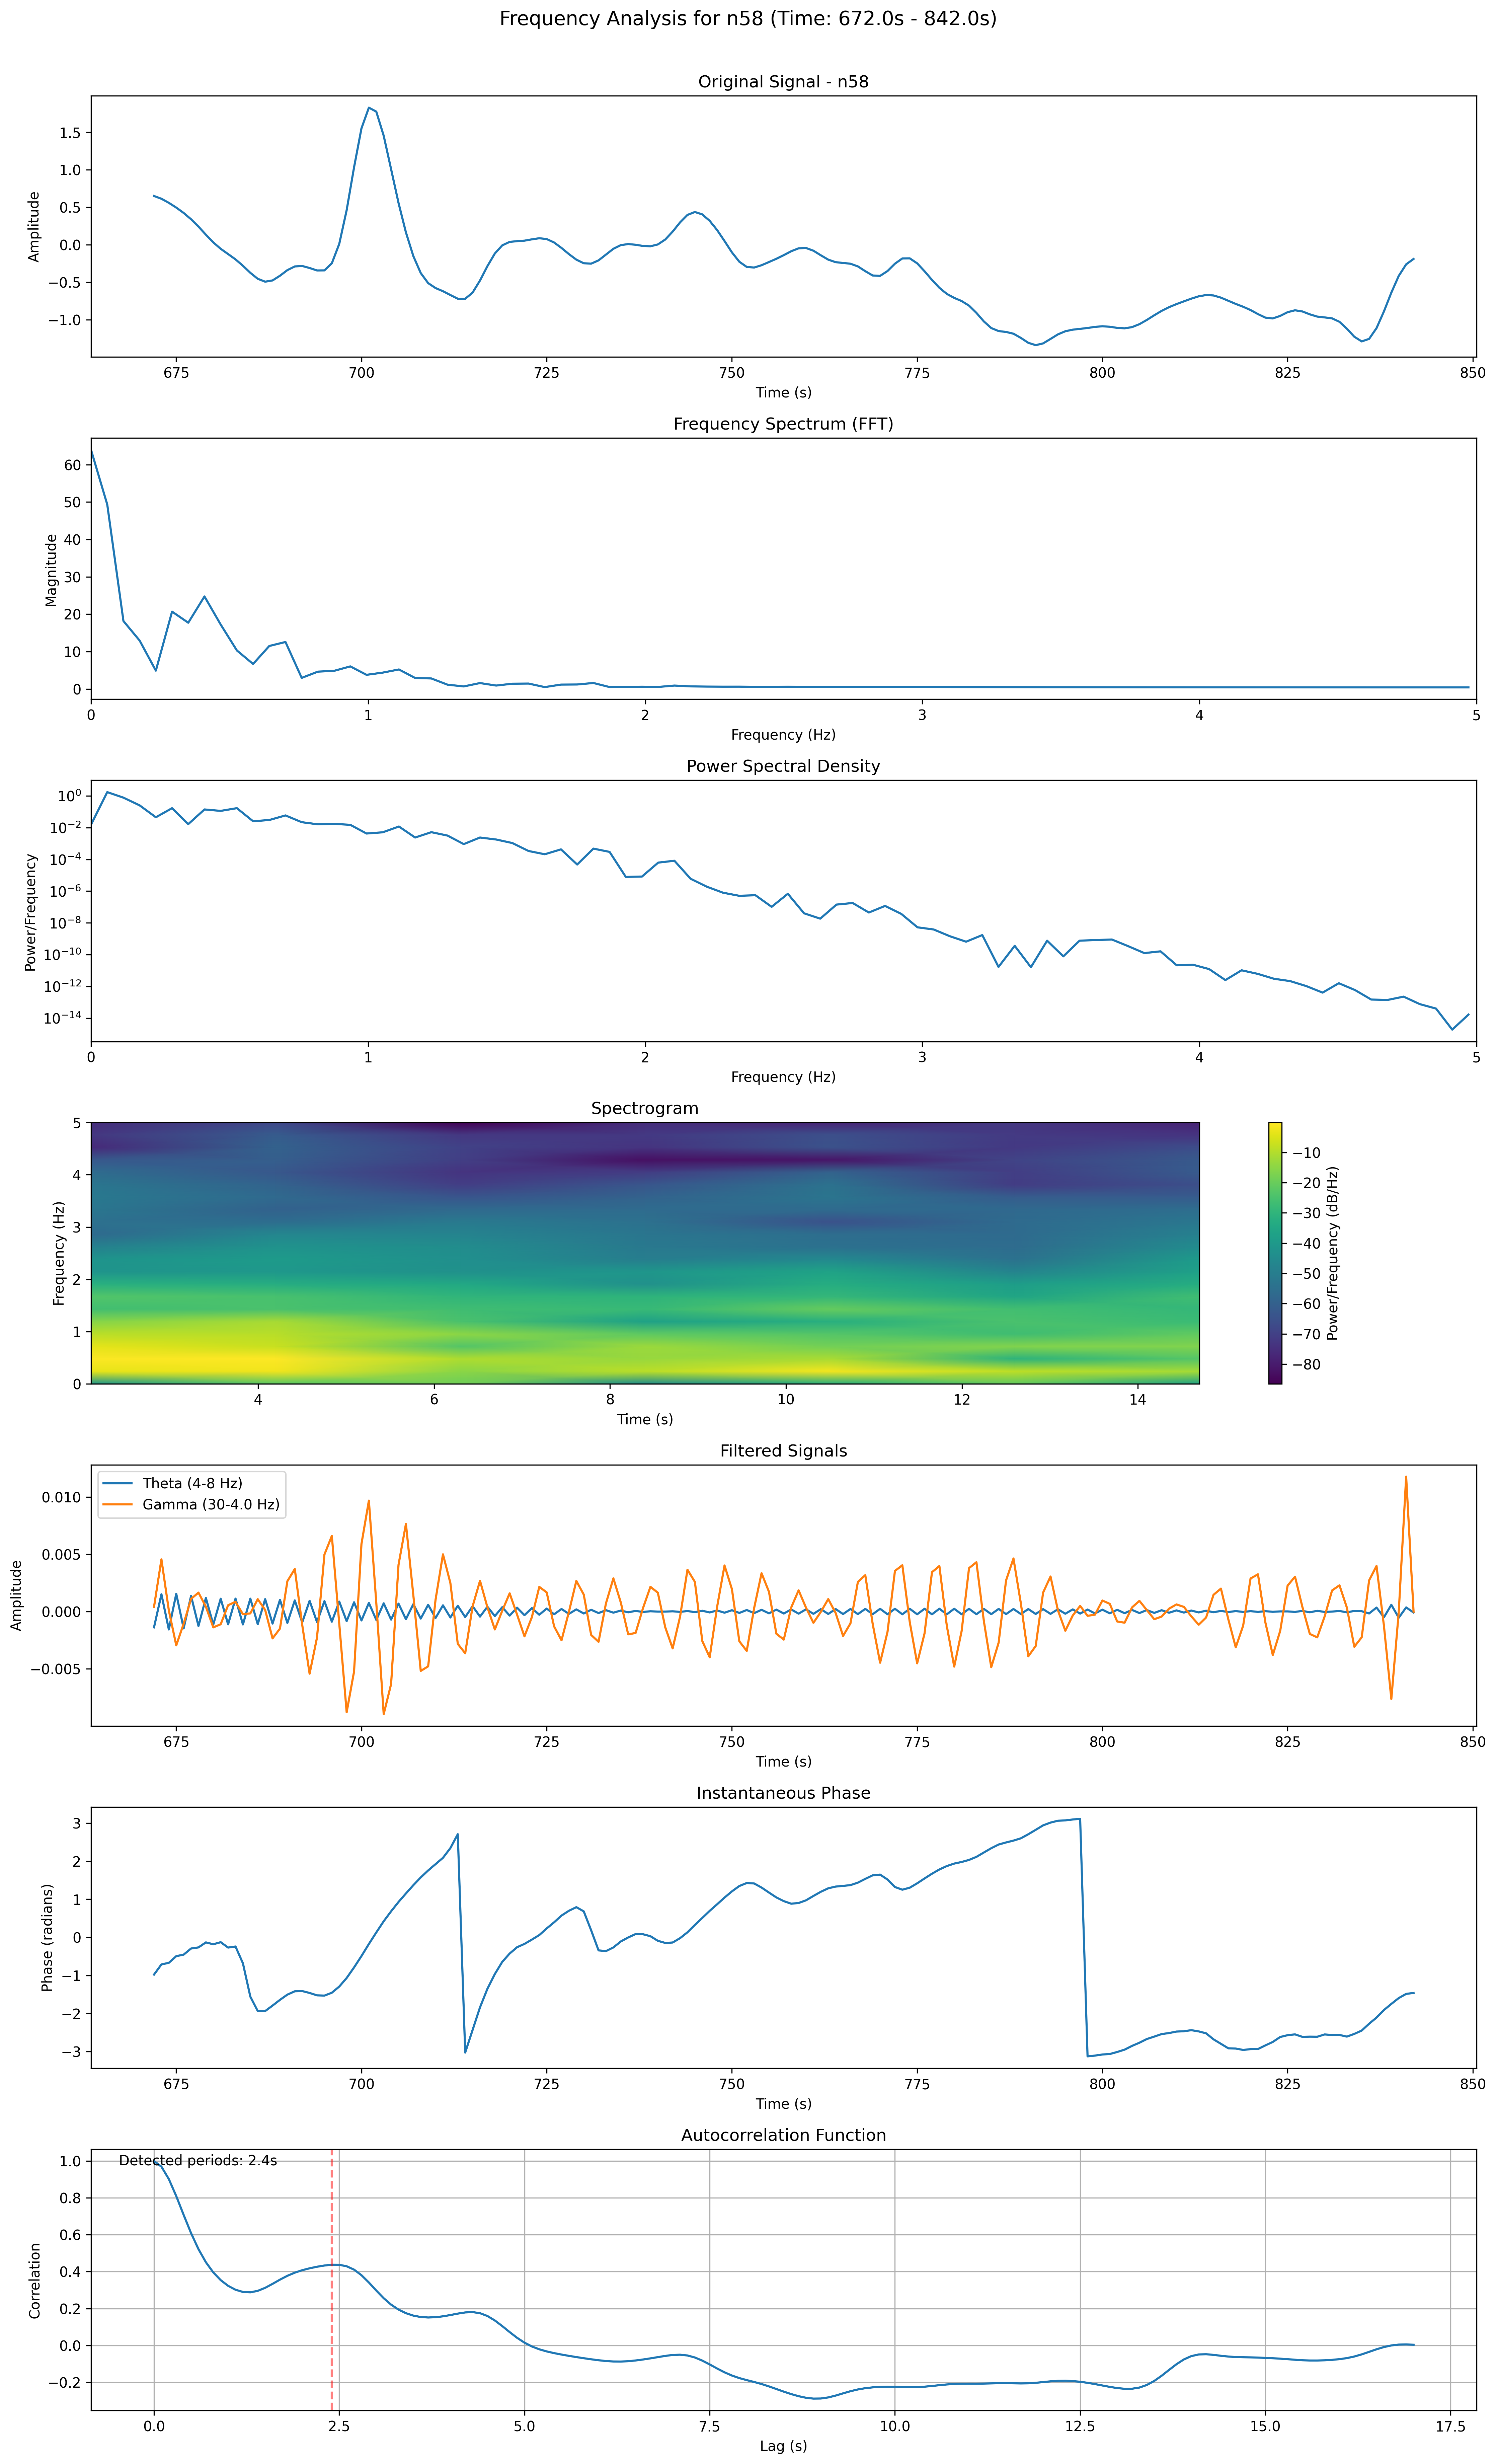 Frequency Analysis for n58 (Time: 672.0s - 842.0s)
Original Signal - n58
Amplitude
1.5
1.0
0.5
0.0
−0.5
−1.0
675 700 725 750 775 800 825 850
Time (s)
Frequency Spectrum (FFT)
Magnitude
60
50
40
30
20
10
0
0 1 2 3 4 5
Frequency (Hz)
Power Spectral Density
Power/Frequency
10⁰
10⁻²
10⁻⁴
10⁻⁶
10⁻⁸
10⁻¹⁰
10⁻¹²
10⁻¹⁴
0 1 2 3 4 5
Frequency (Hz)
Spectrogram
Frequency (Hz)
5
4
3
2
1
0
4 6 8 10 12 14
Time (s)
−10
−20
−30
−40
−50
−60
−70
−80
Power/Frequency (dB/Hz)
Filtered Signals
Theta (4-8 Hz)
Gamma (30-4.0 Hz)
Amplitude
0.010
0.005
0.000
−0.005
675 700 725 750 775 800 825 850
Time (s)
Instantaneous Phase
Phase (radians)
3
2
1
0
−1
−2
−3
675 700 725 750 775 800 825 850
Time (s)
Autocorrelation Function
Detected periods: 2.4s
Correlation
1.0
0.8
0.6
0.4
0.2
0.0
−0.2
0.0 2.5 5.0 7.5 10.0 12.5 15.0 17.5
Lag (s)